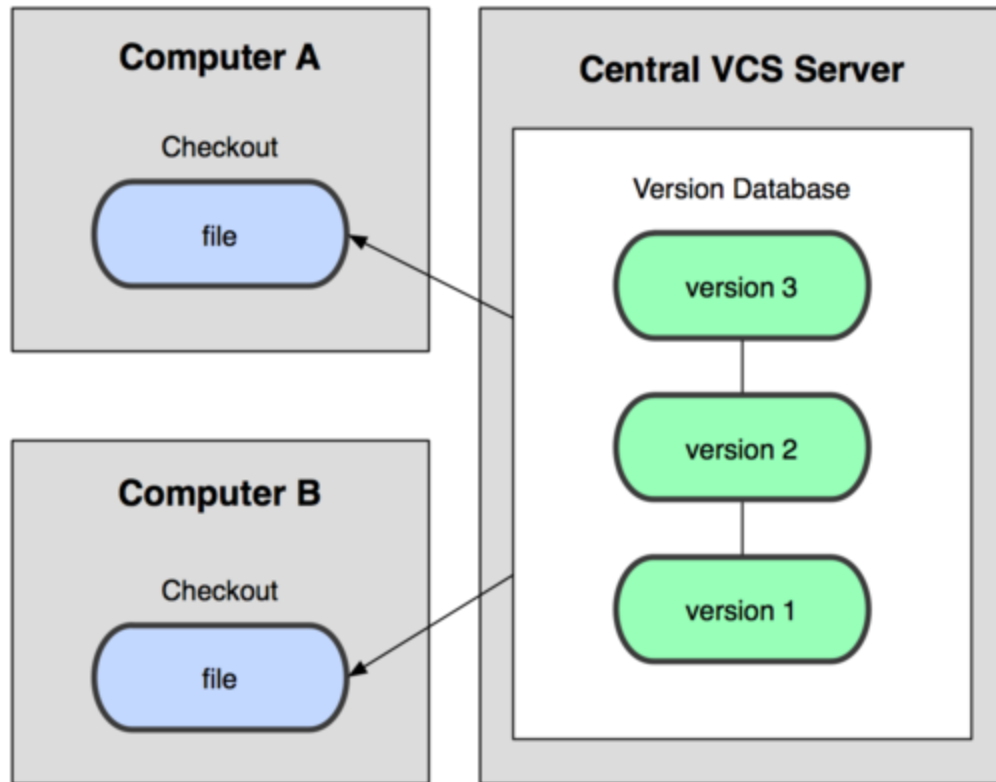 Computer A
Checkout
file
Computer B
Checkout
file
Central VCS Server
Version Database
version 3
version 2
version 1